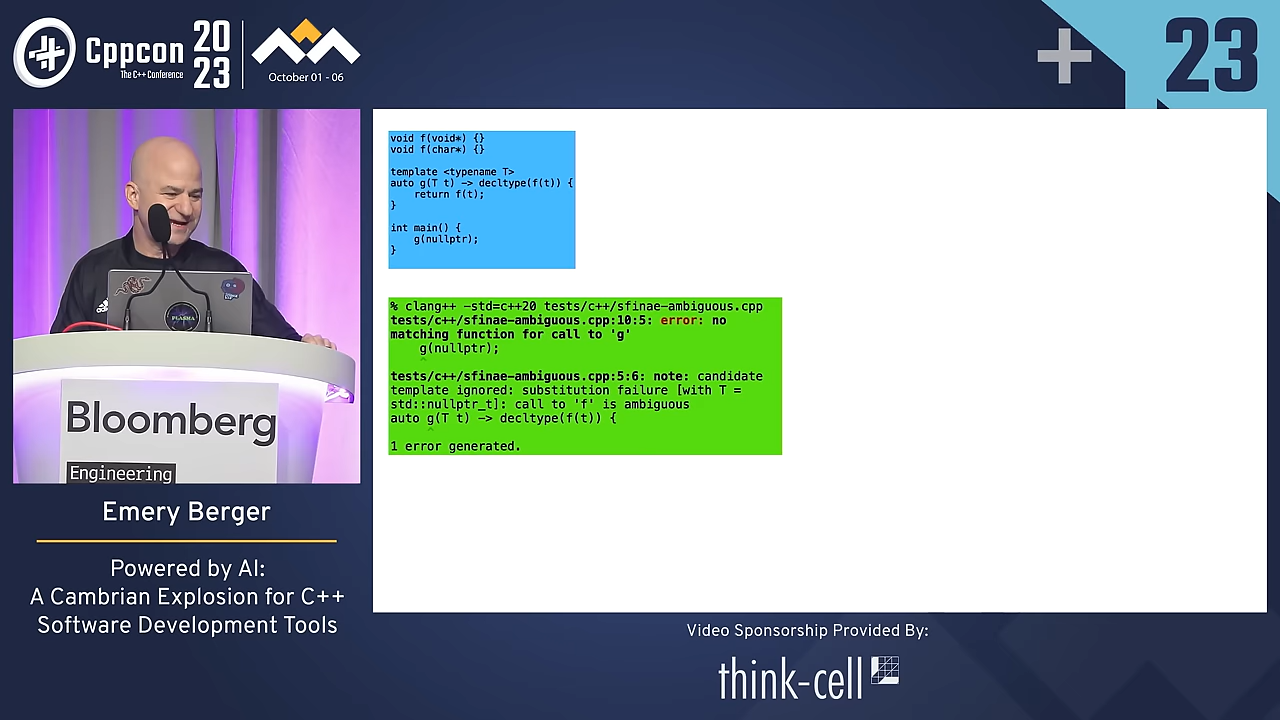 Cppcon
The C++ Conference
20
23
October 01 - 06
23
void f(void*) {}
void f(char*) {}
template <typename T>
auto g(T t) -> decltype(f(t)) {
    return f(t);
}
int main() {
    g(nullptr);
}
% clang++ -std=c++20 tests/c++/sfinae-ambiguous.cpp
tests/c++/sfinae-ambiguous.cpp:10:5: error: no
matching function for call to 'g'
    g(nullptr);
    ^
tests/c++/sfinae-ambiguous.cpp:5:6: note: candidate
template ignored: substitution failure [with T =
std::nullptr_t]: call to 'f' is ambiguous
auto g(T t) -> decltype(f(t)) {
     ^
1 error generated.
PLASMA
Bloomberg
Engineering
Emery Berger
Powered by AI:
A Cambrian Explosion for C++
Software Development Tools
Video Sponsorship Provided By:
think-cell